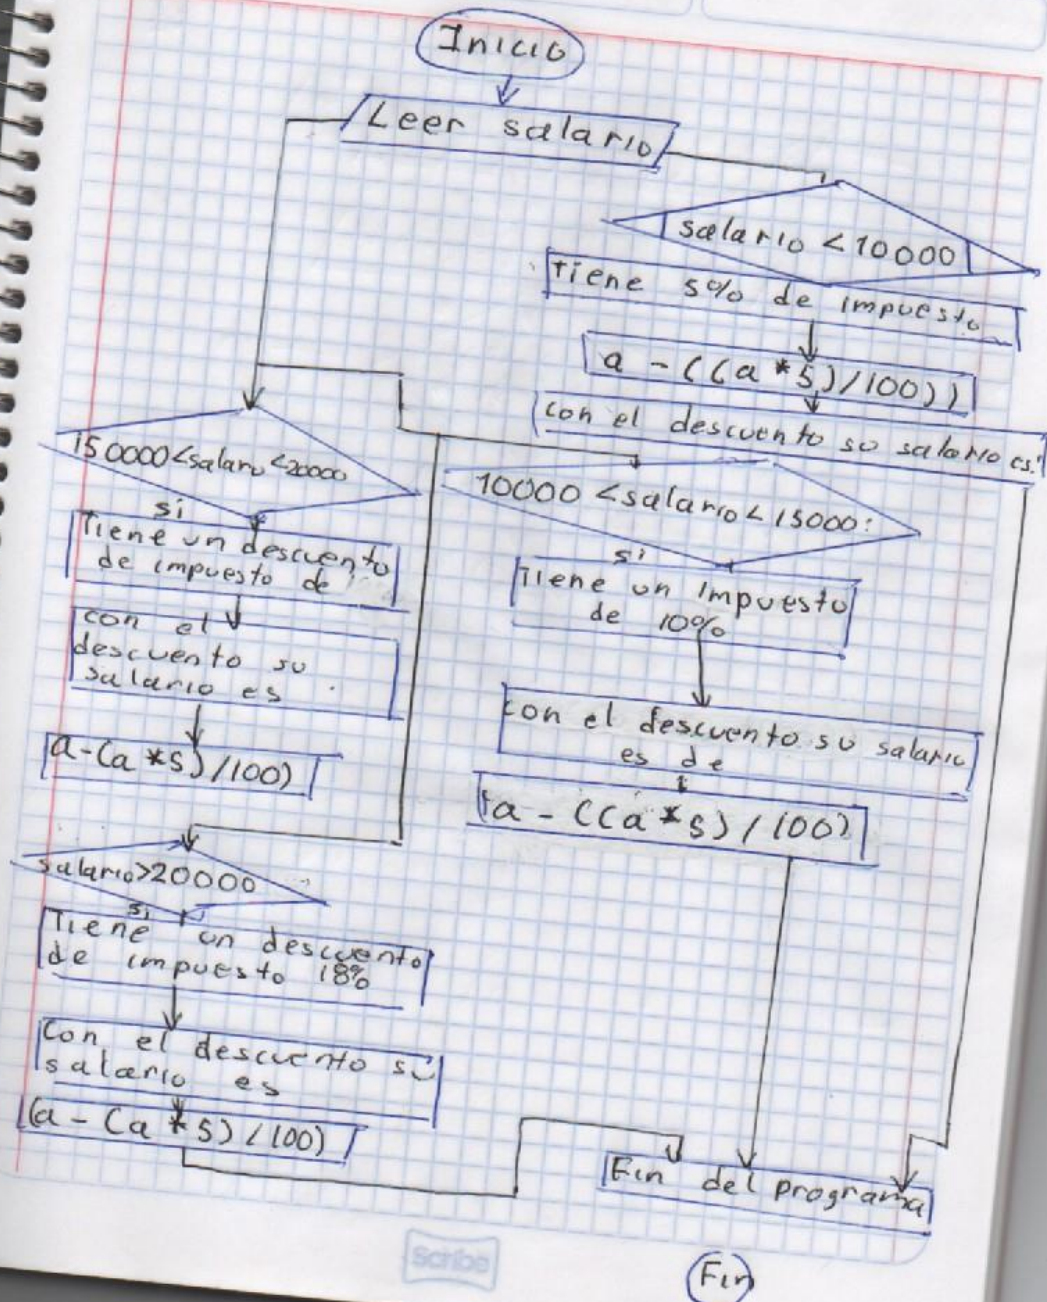 Inicio
Leer salario
salario < 10000
Tiene 5% de impuesto
a - ((a * 5) / 100))
con el descuento su salario es:
15 0000 < salario < 20000
si
Tiene un descuento
de impuesto de
con el
descuento su
salario es
a - (a * 5) / 100)
10000 < salario < 15000:
si
Tiene un impuesto
de 10%
con el descuento su salario
es de
a - ((a * 5) / 100)
salario > 20000
si
Tiene un descuento
de impuesto 18%
Con el descuento su
salario es
(a - (a * 5) / 100)
Fin del programa
Scribe
Fin